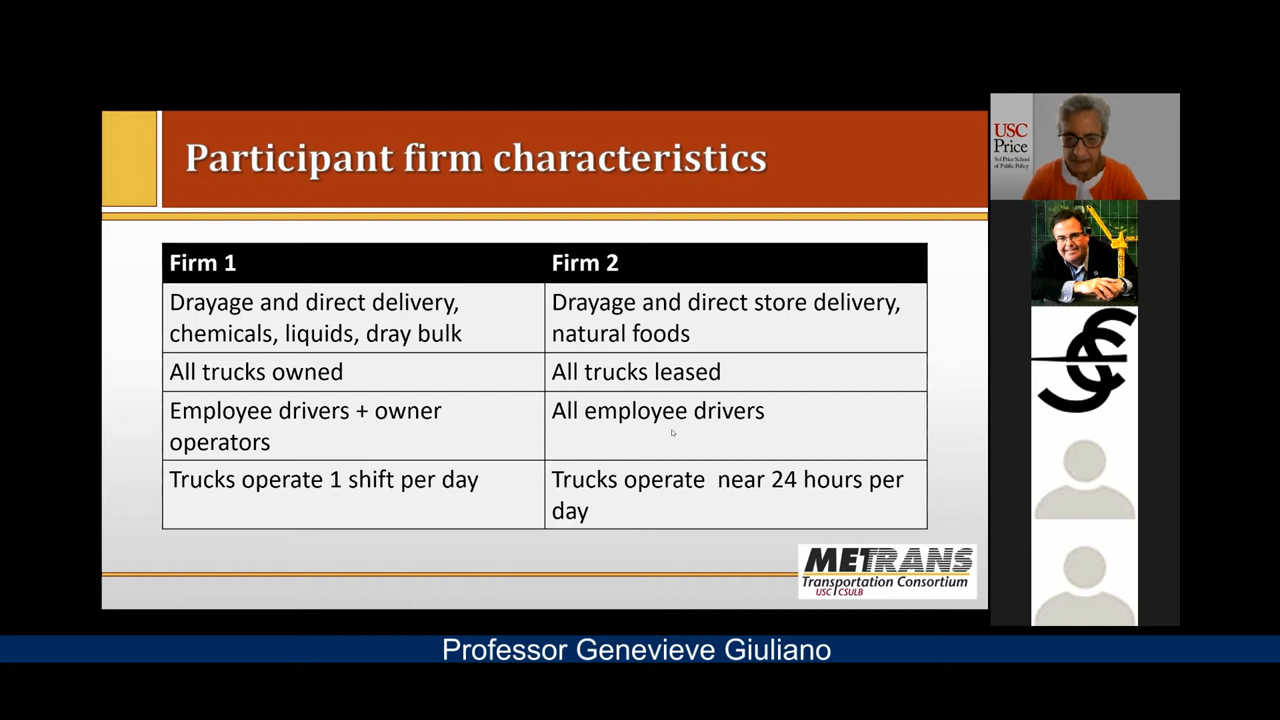 Participant firm characteristics
Firm 1
Firm 2
Drayage and direct delivery,
chemicals, liquids, dray bulk
Drayage and direct store delivery,
natural foods
All trucks owned
All trucks leased
Employee drivers + owner
operators
All employee drivers
Trucks operate 1 shift per day
Trucks operate  near 24 hours per
day
METRANS
Transportation Consortium
USC CSULB
USC
Price
Sol Price School
of Public Policy
Professor Genevieve Giuliano